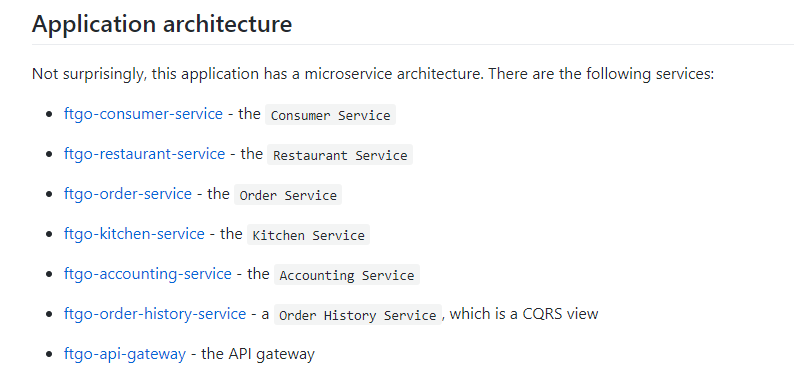 Application architecture
Not surprisingly, this application has a microservice architecture. There are the following services:
ftgo-consumer-service - the Consumer Service
ftgo-restaurant-service - the Restaurant Service
ftgo-order-service - the Order Service
ftgo-kitchen-service - the Kitchen Service
ftgo-accounting-service - the Accounting Service
ftgo-order-history-service - a Order History Service, which is a CQRS view
ftgo-api-gateway - the API gateway